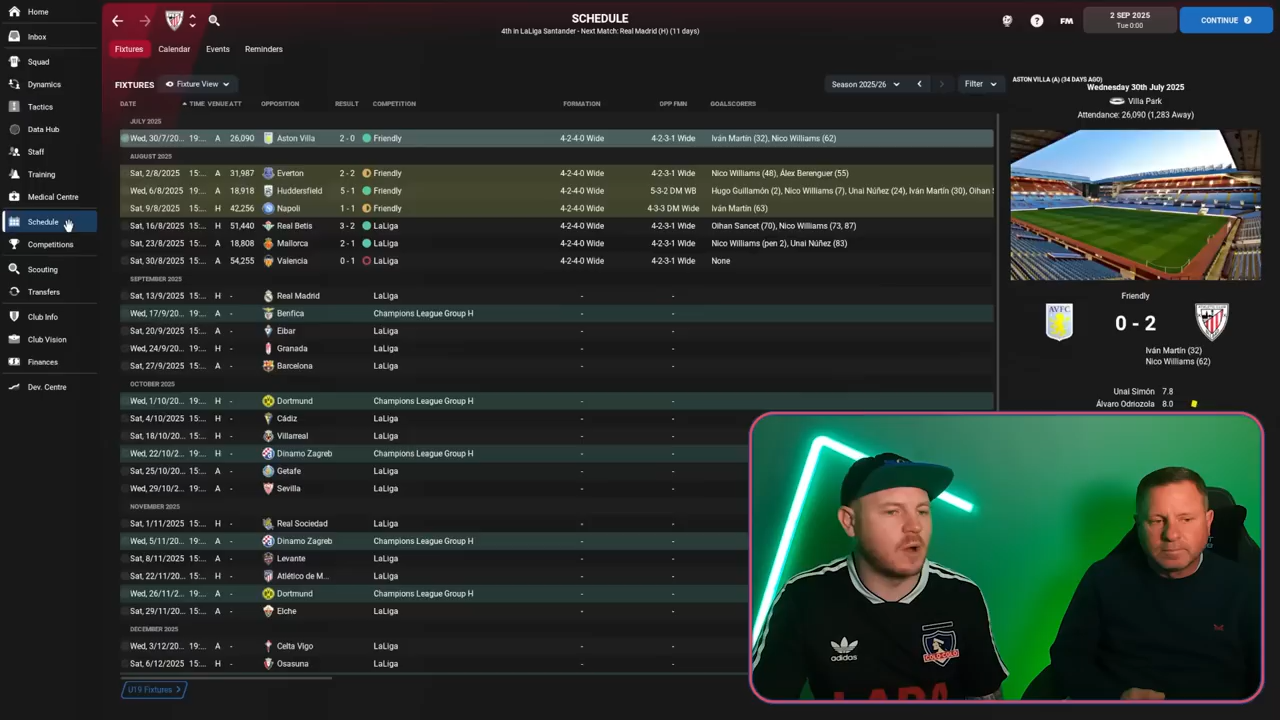 Home
Inbox
Squad
Dynamics
Tactics
Data Hub
Staff
Training
Medical Centre
Schedule
Competitions
Scouting
Transfers
Club Info
Club Vision
Finances
Dev. Centre
SCHEDULE
4th in LaLiga Santander - Next Match: Real Madrid (H) (11 days)
FM
2 SEP 2025
Tue 0:00
CONTINUE
Fixtures Calendar Events Reminders
FIXTURES Fixture View Season 2025/26 Filter
DATE TIME VENUE ATT OPPOSITION RESULT COMPETITION FORMATION OPP FMN GOALSCORERS
JULY 2025
Wed, 30/7/20... 19:... A 26,090 Aston Villa 2 - 0 Friendly 4-2-4-0 Wide 4-2-3-1 Wide Iván Martín (32), Nico Williams (62)
AUGUST 2025
Sat, 2/8/2025 15:... A 31,987 Everton 2 - 2 Friendly 4-2-4-0 Wide 4-2-3-1 Wide Nico Williams (48), Álex Berenguer (55)
Wed, 6/8/2025 19:... A 18,918 Huddersfield 5 - 1 Friendly 4-2-4-0 Wide 5-3-2 DM WB Hugo Guillamón (2), Nico Williams (7), Unai Núñez (24), Iván Martín (30), Oihan S
Sat, 9/8/2025 15:... H 42,256 Napoli 1 - 1 Friendly 4-2-4-0 Wide 4-3-3 DM Wide Iván Martín (63)
Sat, 16/8/2025 15:... H 51,440 Real Betis 3 - 2 LaLiga 4-2-4-0 Wide 4-2-3-1 Wide Oihan Sancet (70), Nico Williams (73, 87)
Sat, 23/8/2025 15:... A 18,808 Mallorca 2 - 1 LaLiga 4-2-4-0 Wide 4-2-3-1 Wide Nico Williams (pen 2), Unai Núñez (83)
Sat, 30/8/2025 15:... A 54,255 Valencia 0 - 1 LaLiga 4-2-4-0 Wide 4-2-3-1 Wide None
SEPTEMBER 2025
Sat, 13/9/2025 15:... H - Real Madrid LaLiga - -
Wed, 17/9/20... 19:... A - Benfica Champions League Group H - -
Sat, 20/9/2025 15:... A - Eibar LaLiga - -
Wed, 24/9/20... 19:... H - Granada LaLiga - -
Sat, 27/9/2025 15:... A - Barcelona LaLiga - -
OCTOBER 2025
Wed, 1/10/20... 19:... H - Dortmund Champions League Group H - -
Sat, 4/10/2025 15:... H - Cádiz LaLiga - -
Sat, 18/10/20... 15:... H - Villarreal LaLiga - -
Wed, 22/10/20... 19:... H - Dinamo Zagreb Champions League Group H - -
Sat, 25/10/20... 15:... A - Getafe LaLiga - -
Wed, 29/10/2... 19:... A - Sevilla LaLiga - -
NOVEMBER 2025
Sat, 1/11/2025 15:... H - Real Sociedad LaLiga - -
Wed, 5/11/20... 19:... A - Dinamo Zagreb Champions League Group H - -
Sat, 8/11/20... 15:... A - Levante LaLiga - -
Sat, 22/11/20... 15:... H - Atlético de M... LaLiga - -
Wed, 26/11/2... 19:... A - Dortmund Champions League Group H - -
Sat, 29/11/20... 15:... A - Elche LaLiga - -
DECEMBER 2025
Wed, 3/12/20... 19:... A - Celta Vigo LaLiga
Sat, 6/12/2025 15:... H - Osasuna LaLiga
U19 Fixtures
ASTON VILLA (A) (34 DAYS AGO)
Wednesday 30th July 2025
Villa Park
Attendance: 26,090 (1,283 Away)
Friendly
AVFC
0 - 2
Iván Martín (32)
Nico Williams (62)
Unai Simón 7.8
Álvaro Odriozola 8.0
adidas
COLO-COLO